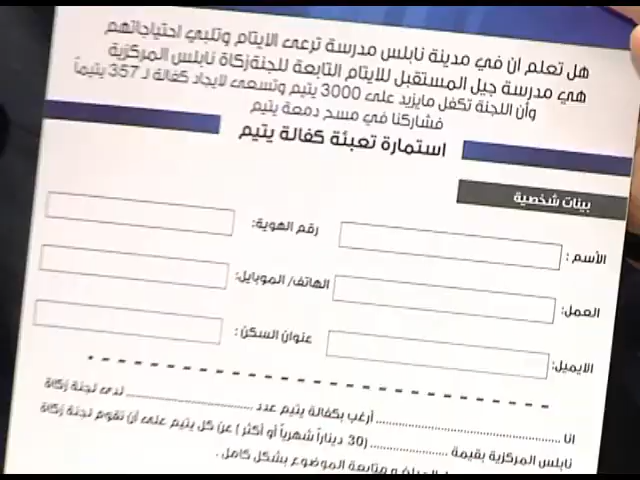 هل تعلم ان في مدينة نابلس مدرسة ترعى الايتام وتلبي احتياجاتهم
هي مدرسة جيل المستقبل للايتام التابعة للجنة زكاة نابلس المركزية
وأن اللجنة تكفل مايزيد على 3000 يتيم وتسعى لايجاد كفالة لـ 357 يتيماً
فشاركنا في مسح دمعة يتيم
استمارة تعبئة كفالة يتيم
بينات شخصية
الأسم : رقم الهوية:
العمل: الهاتف/ الموبايل:
الايميل: عنوان السكن :
انا .................... أرغب بكفالة يتيم عدد .................... لدى لجنة زكاة
نابلس المركزية بقيمة .................... (30 ديناراً شهرياً أو أكثر ) عن كل يتيم على أن تقوم لجنة زكاة
و متابعة الموضوع بشكل كامل .